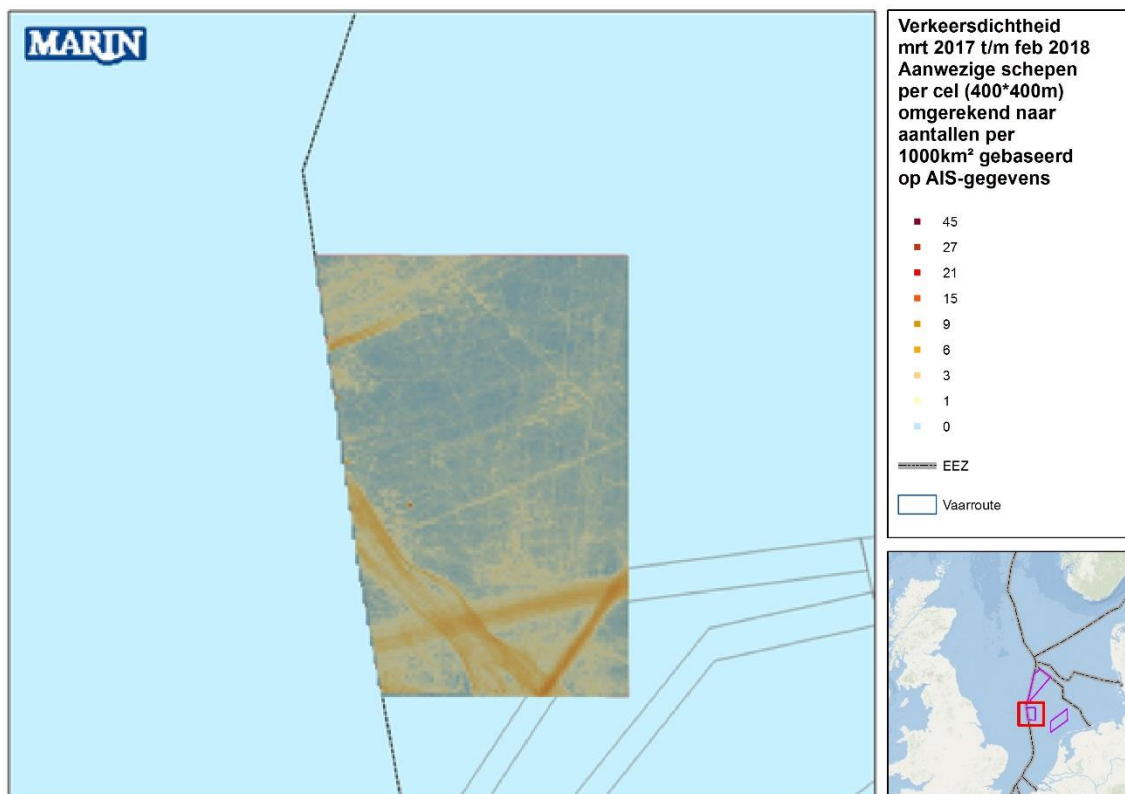 MARIN
Verkeersdichtheid
mrt 2017 t/m feb 2018
Aanwezige schepen
per cel (400*400m)
omgerekend naar
aantallen per
1000km² gebaseerd
op AIS-gegevens
45
27
21
15
9
6
3
1
0
EEZ
Vaarroute